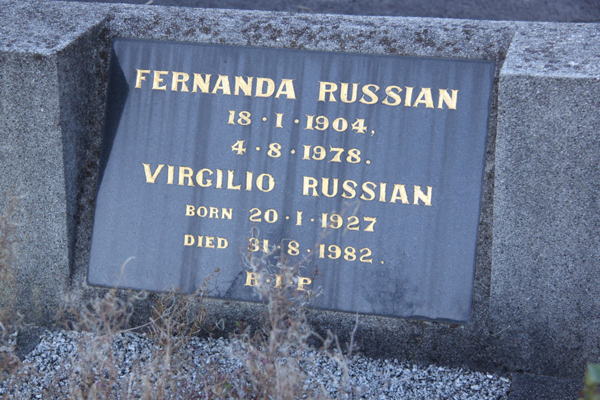 FERNANDA RUSSIAN
18·1·1904,
4·8·1978.
VIRGILIO RUSSIAN
BORN 20·1·1927
DIED 31·8·1982.
R·I·P